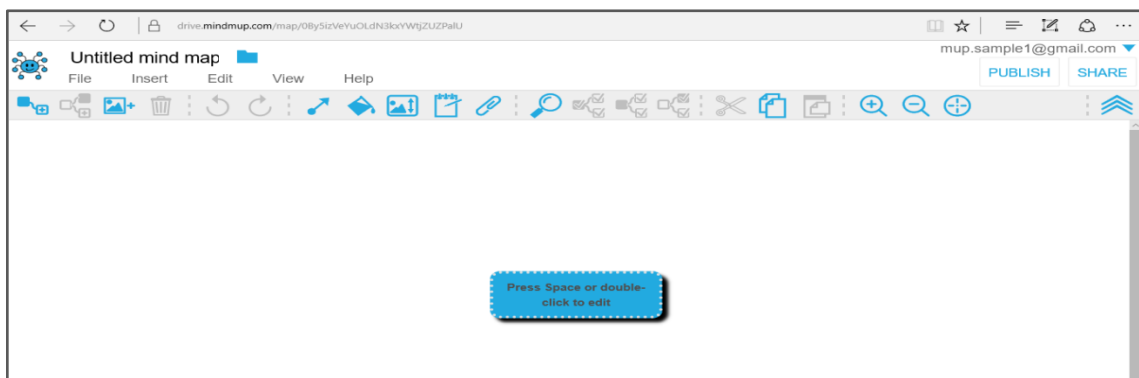 drive.mindmup.com/map/0By5izVeYuOLdN3kxYWtjZUZPalU
Untitled mind map
mup.sample1@gmail.com
File Insert Edit View Help
PUBLISH SHARE
Press Space or double-
click to edit